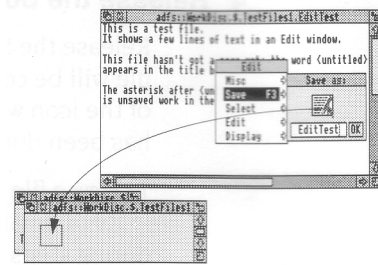 adfs::WorkDisc.$.TestFiles1.EditTest
This is a test file.
It shows a few lines of text in an Edit window.
This file hasn't got a word (untitled)
appears in the title b
The asterisk after (un
is unsaved work in the
Edit
Misc
Save F3
Select
Edit
Display
Save as:
EditTest OK
adfs::WorkDisc.$
adfs::WorkDisc.$.TestFiles1
T